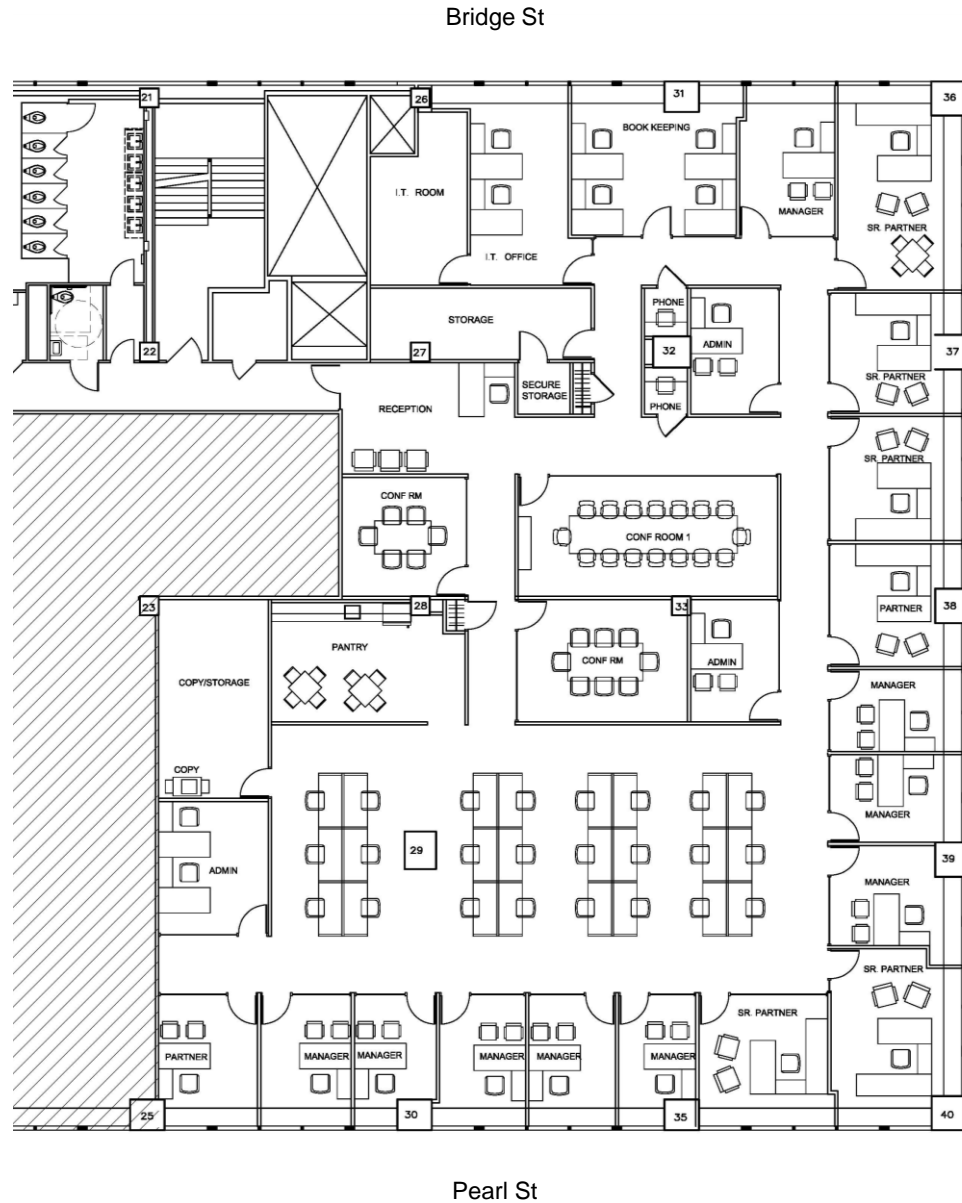 Bridge St
21
26
31
36
BOOK KEEPING
I.T. ROOM
MANAGER
SR. PARTNER
I.T. OFFICE
PHONE
STORAGE
ADMIN
22
27
32
37
SR. PARTNER
SECURE
STORAGE
RECEPTION
PHONE
SR. PARTNER
CONF RM
CONF ROOM 1
23
28
33
PARTNER
38
PANTRY
CONF RM
ADMIN
COPY/STORAGE
MANAGER
COPY
MANAGER
29
39
ADMIN
MANAGER
SR. PARTNER
SR. PARTNER
PARTNER
MANAGER
MANAGER
MANAGER
MANAGER
MANAGER
25
30
35
40
Pearl St